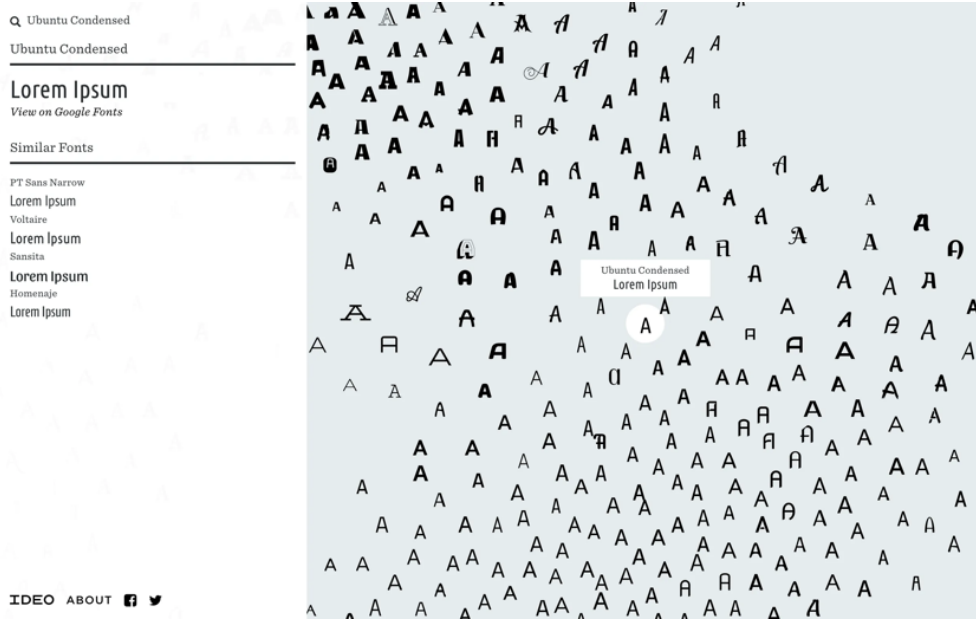 Ubuntu Condensed
Ubuntu Condensed
Lorem Ipsum
View on Google Fonts
Similar Fonts
PT Sans Narrow
Lorem Ipsum
Voltaire
Lorem Ipsum
Sansita
Lorem Ipsum
Homenaje
Lorem Ipsum
IDEO ABOUT
Ubuntu Condensed
Lorem Ipsum
A